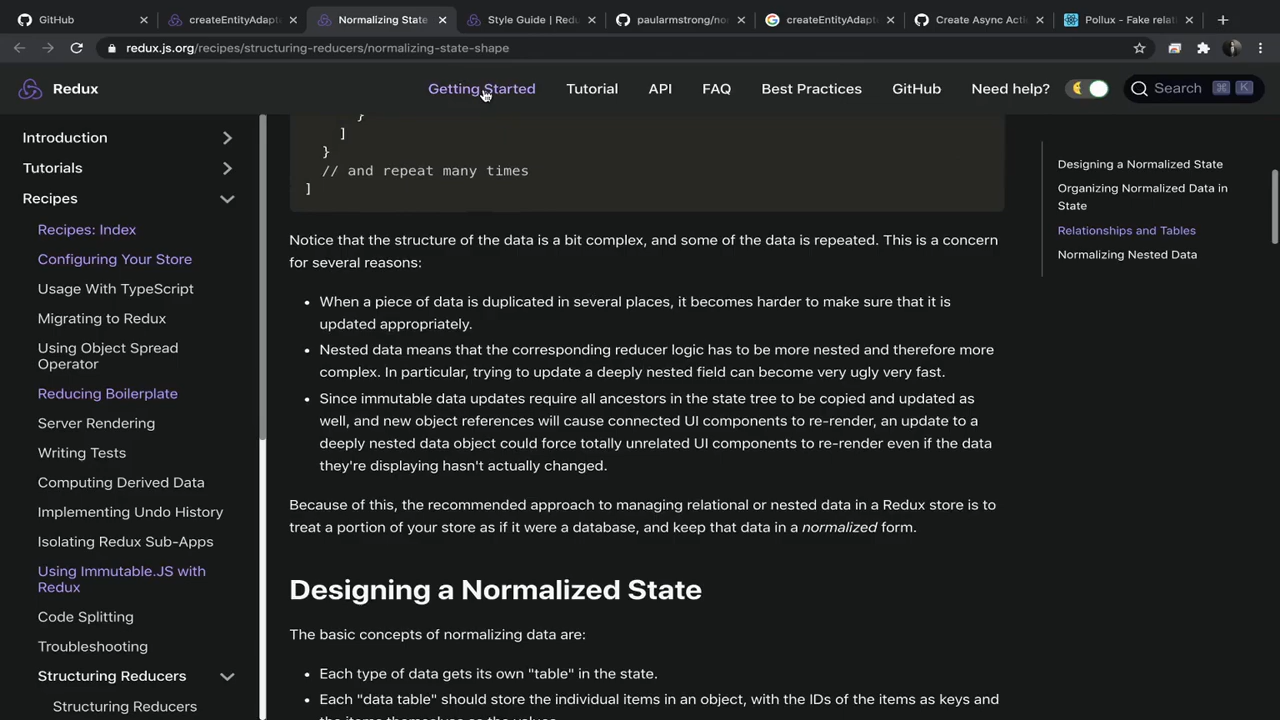 GitHub
createEntityAdapt
Normalizing State
Style Guide | Redu
paularmstrong/nor
createEntityAdapt
Create Async Acti
Pollux - Fake relat
redux.js.org/recipes/structuring-reducers/normalizing-state-shape
Redux
Getting Started
Tutorial
API
FAQ
Best Practices
GitHub
Need help?
Search
K
Introduction
Tutorials
Recipes
Recipes: Index
Configuring Your Store
Usage With TypeScript
Migrating to Redux
Using Object Spread
Operator
Reducing Boilerplate
Server Rendering
Writing Tests
Computing Derived Data
Implementing Undo History
Isolating Redux Sub-Apps
Using Immutable.JS with
Redux
Code Splitting
Troubleshooting
Structuring Reducers
Structuring Reducers
}
]
}
// and repeat many times
]
Notice that the structure of the data is a bit complex, and some of the data is repeated. This is a concern
for several reasons:
• When a piece of data is duplicated in several places, it becomes harder to make sure that it is
updated appropriately.
• Nested data means that the corresponding reducer logic has to be more nested and therefore more
complex. In particular, trying to update a deeply nested field can become very ugly very fast.
• Since immutable data updates require all ancestors in the state tree to be copied and updated as
well, and new object references will cause connected UI components to re-render, an update to a
deeply nested data object could force totally unrelated UI components to re-render even if the data
they're displaying hasn't actually changed.
Because of this, the recommended approach to managing relational or nested data in a Redux store is to
treat a portion of your store as if it were a database, and keep that data in a normalized form.
Designing a Normalized State
The basic concepts of normalizing data are:
• Each type of data gets its own "table" in the state.
• Each "data table" should store the individual items in an object, with the IDs of the items as keys and
the items themselves as the values.
Designing a Normalized State
Organizing Normalized Data in
State
Relationships and Tables
Normalizing Nested Data